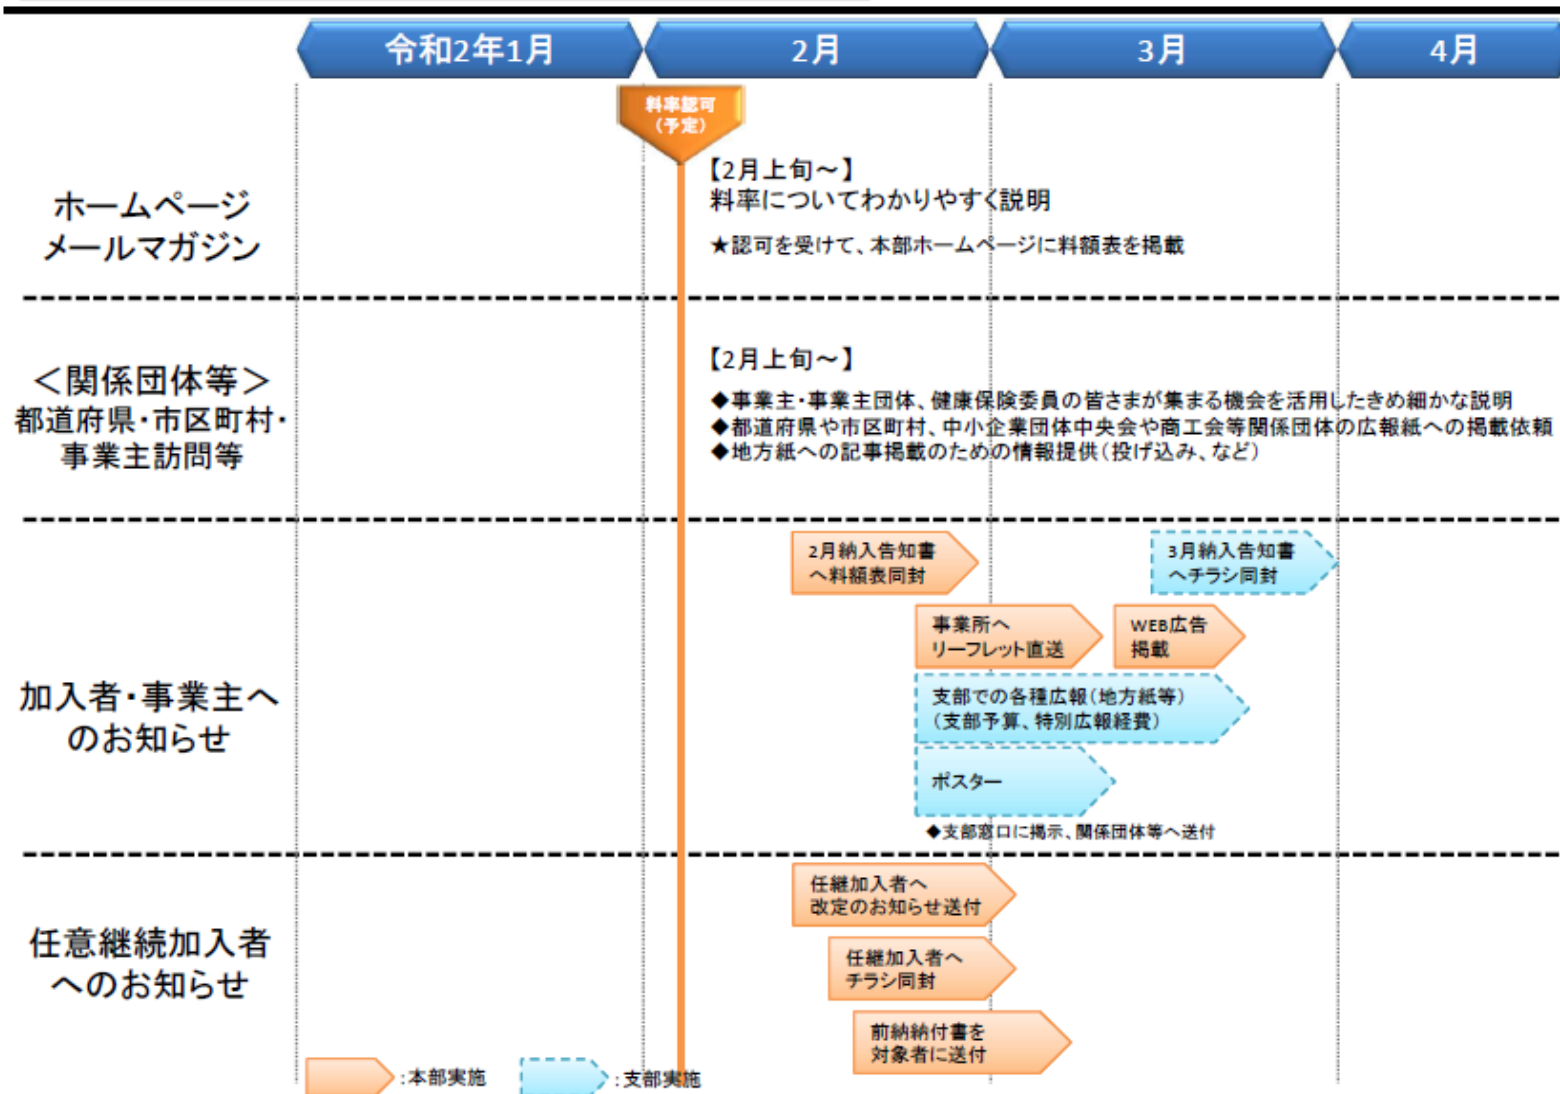 令和2年1月
2月
3月
4月
料率認可
(予定)
ホームページ
メールマガジン
【2月上旬～】
料率についてわかりやすく説明
★認可を受けて、本部ホームページに料額表を掲載
＜関係団体等＞
都道府県・市区町村・
事業主訪問等
【2月上旬～】
◆事業主・事業主団体、健康保険委員の皆さまが集まる機会を活用したきめ細かな説明
◆都道府県や市区町村、中小企業団体中央会や商工会等関係団体の広報紙への掲載依頼
◆地方紙への記事掲載のための情報提供(投げ込み、など)
加入者・事業主へ
のお知らせ
2月納入告知書
へ料額表同封
3月納入告知書
へチラシ同封
事業所へ
リーフレット直送
WEB広告
掲載
支部での各種広報(地方紙等)
(支部予算、特別広報経費)
ポスター
◆支部窓口に掲示、関係団体等へ送付
任意継続加入者
へのお知らせ
任継加入者へ
改定のお知らせ送付
任継加入者へ
チラシ同封
前納納付書を
対象者に送付
:本部実施
:支部実施